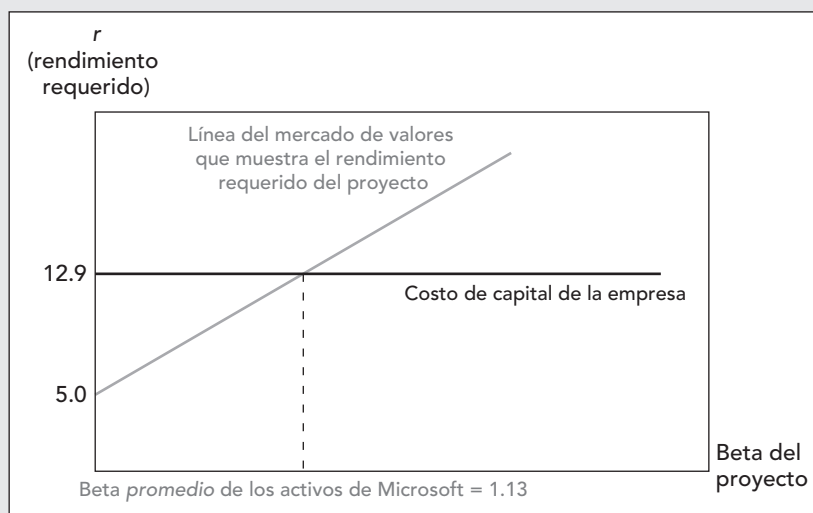 r
(rendimiento
requerido)
Línea del mercado de valores
que muestra el rendimiento
requerido del proyecto
12.9
Costo de capital de la empresa
5.0
Beta del
proyecto
Beta promedio de los activos de Microsoft = 1.13